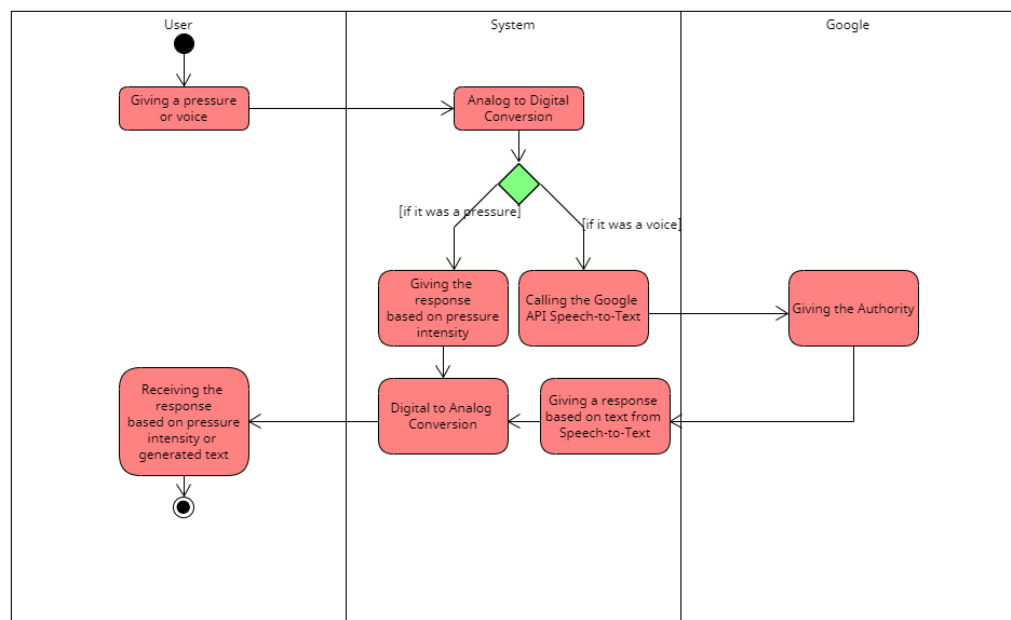 User
System
Google
Giving a pressure
or voice
Analog to Digital
Conversion
[if it was a pressure]
[if it was a voice]
Giving the
response
based on pressure
intensity
Calling the Google
API Speech-to-Text
Giving the Authority
Receiving the
response
based on pressure
intensity or
generated text
Digital to Analog
Conversion
Giving a response
based on text from
Speech-to-Text